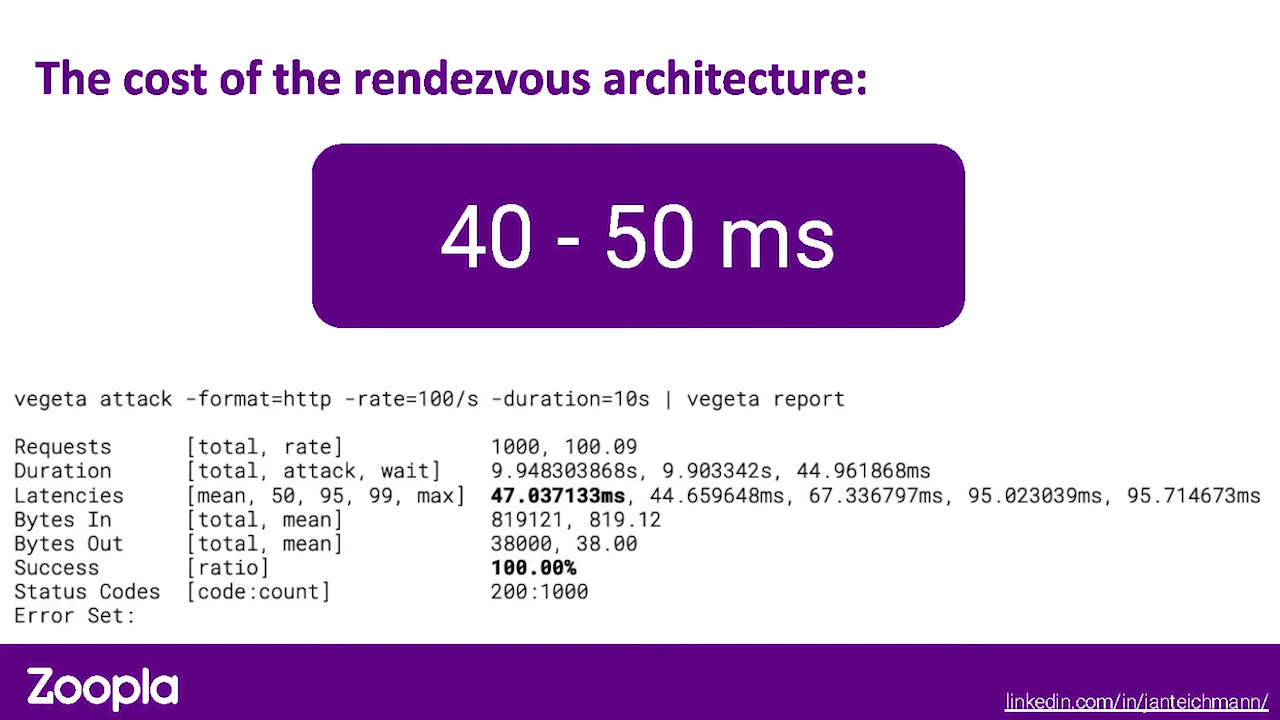 The cost of the rendezvous architecture:
40 - 50 ms
vegeta attack -format=http -rate=100/s -duration=10s | vegeta report
Requests [total, rate] 1000, 100.09
Duration [total, attack, wait] 9.948303868s, 9.903342s, 44.961868ms
Latencies [mean, 50, 95, 99, max] 47.037133ms, 44.659648ms, 67.336797ms, 95.023039ms, 95.714673ms
Bytes In [total, mean] 819121, 819.12
Bytes Out [total, mean] 38000, 38.00
Success [ratio] 100.00%
Status Codes [code:count] 200:1000
Error Set:
Zoopla
linkedin.com/in/janteichmann/